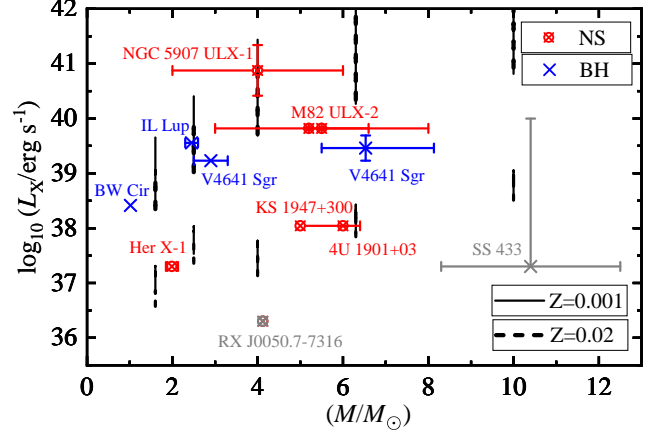 42
41
40
39
38
37
36
log₁₀ (L_X/erg s⁻¹)
NGC 5907 ULX-1
NS
BH
M82 ULX-2
IL Lup
V4641 Sgr
V4641 Sgr
BW Cir
KS 1947+300
Her X-1
4U 1901+03
SS 433
RX J0050.7-7316
Z=0.001
Z=0.02
0 2 4 6 8 10 12
(M/M☉)